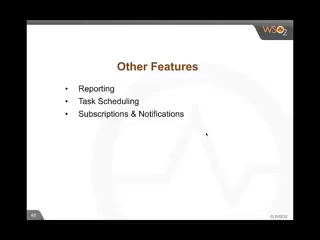 WSO2
Other Features
• Reporting
• Task Scheduling
• Subscriptions & Notifications
© WSO2